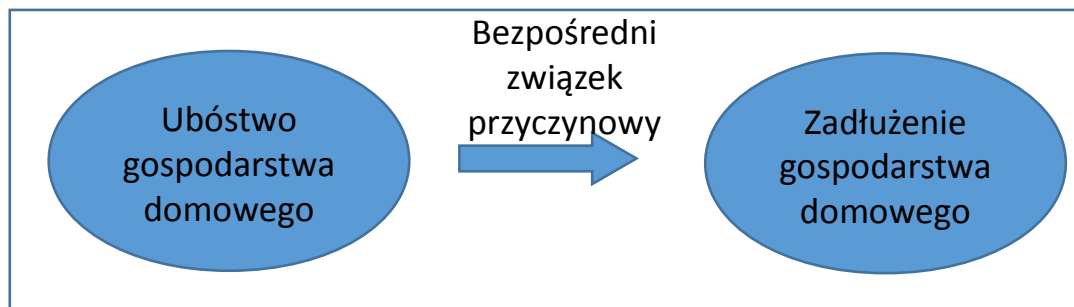 Ubóstwo
gospodarstwa
domowego
Bezpośredni
związek
przyczynowy
Zadłużenie
gospodarstwa
domowego